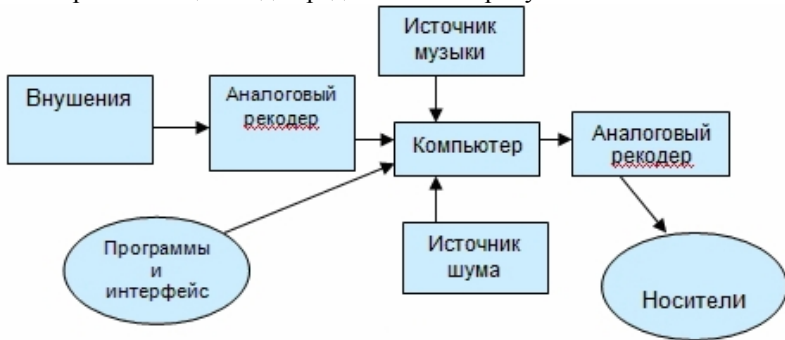 Источник
музыки
Внушения
Аналоговый
рекодер
Компьютер
Аналоговый
рекодер
Программы
и
интерфейс
Источник
шума
Носители